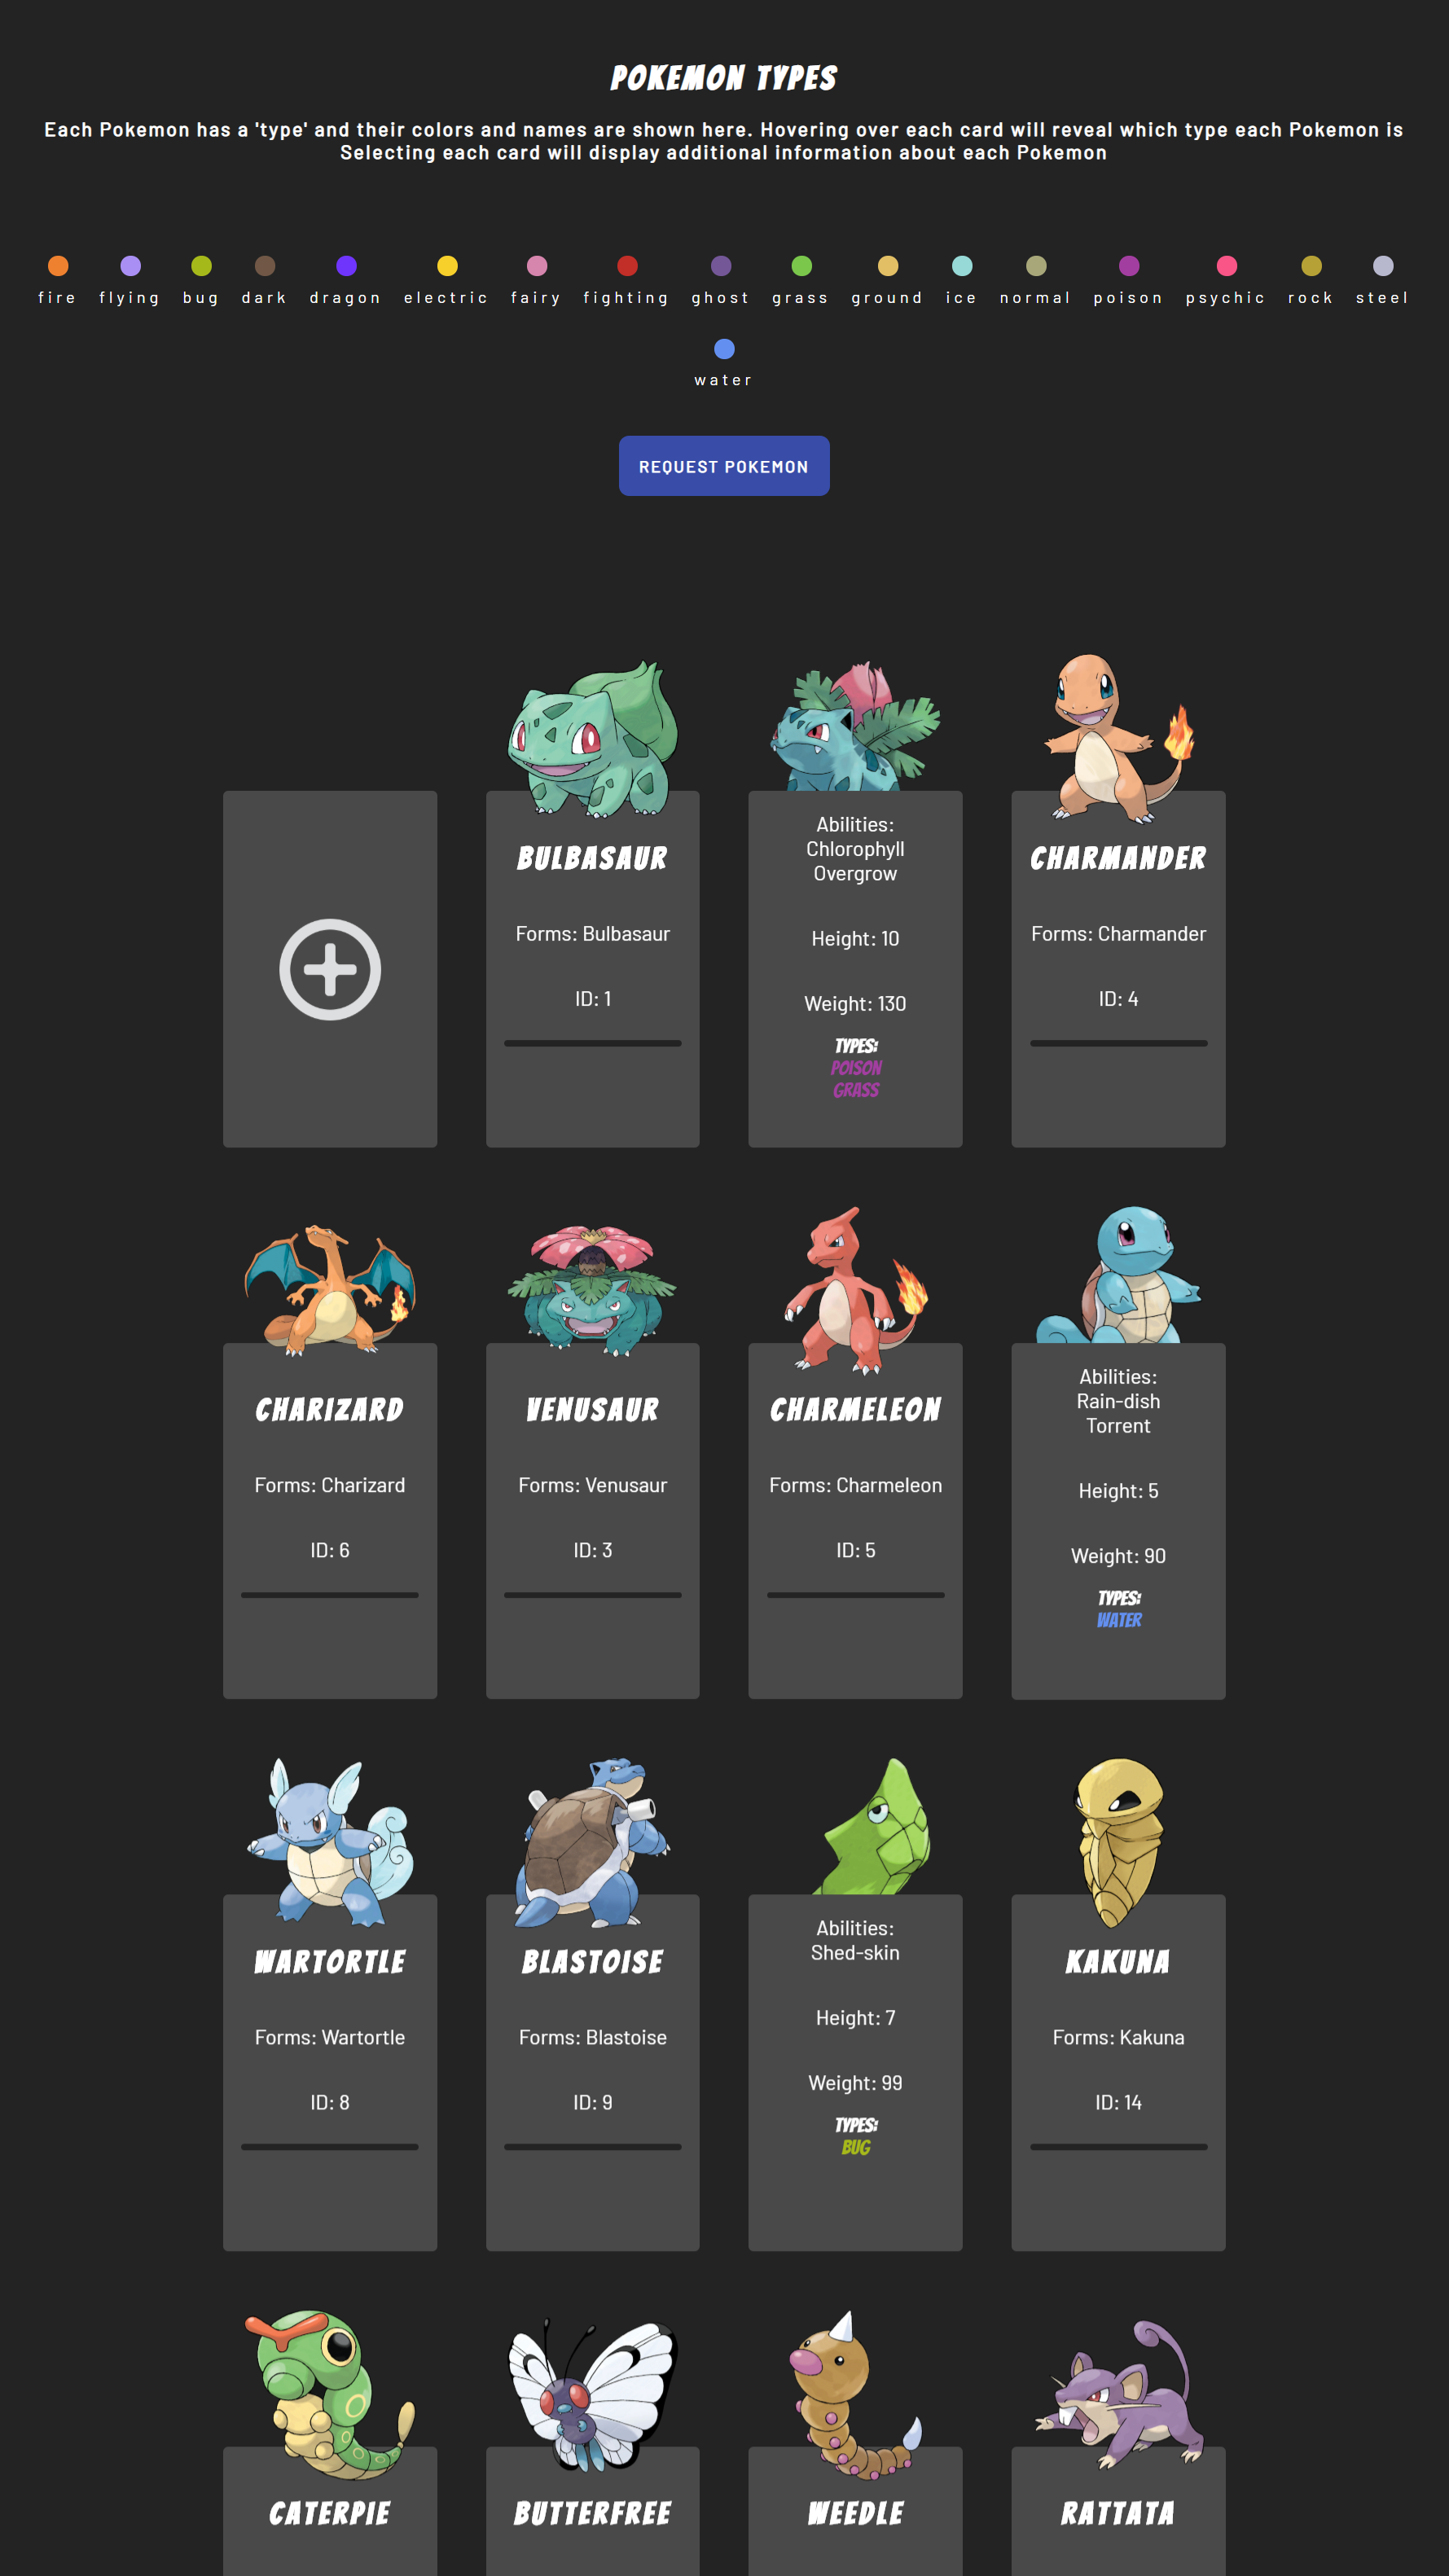 POKEMON TYPES
Each Pokemon has a 'type' and their colors and names are shown here. Hovering over each card will reveal which type each Pokemon is
Selecting each card will display additional information about each Pokemon
fire flying bug dark dragon electric fairy fighting ghost grass ground ice normal poison psychic rock steel
water
REQUEST POKEMON
BULBASAUR
Forms: Bulbasaur
ID: 1
Abilities:
Chlorophyll
Overgrow
Height: 10
Weight: 130
TYPES:
POISON
GRASS
CHARMANDER
Forms: Charmander
ID: 4
CHARIZARD
Forms: Charizard
ID: 6
VENUSAUR
Forms: Venusaur
ID: 3
CHARMELEON
Forms: Charmeleon
ID: 5
Abilities:
Rain-dish
Torrent
Height: 5
Weight: 90
TYPES:
WATER
WARTORTLE
Forms: Wartortle
ID: 8
BLASTOISE
Forms: Blastoise
ID: 9
Abilities:
Shed-skin
Height: 7
Weight: 99
TYPES:
BUG
KAKUNA
Forms: Kakuna
ID: 14
CATERPIE
BUTTERFREE
WEEDLE
RATTATA